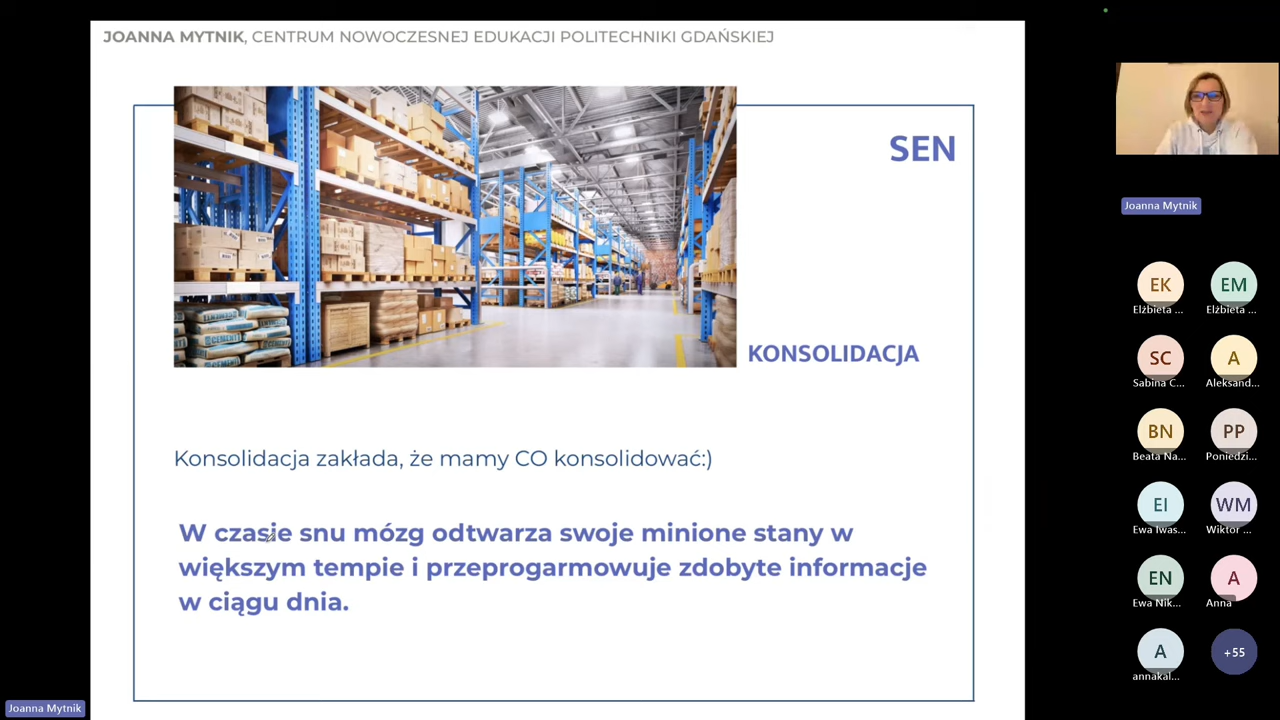 JOANNA MYTNIK, CENTRUM NOWOCZESNEJ EDUKACJI POLITECHNIKI GDAŃSKIEJ
SEN
KONSOLIDACJA
Konsolidacja zakłada, że mamy CO konsolidować:)
W czasie snu mózg odtwarza swoje minione stany w
większym tempie i przeprogarmowuje zdobyte informacje
w ciągu dnia.
Joanna Mytnik
Joanna Mytnik
EK
EM
Elżbieta ...
Elżbieta ...
SC
A
Sabina C...
Aleksand...
BN
PP
Beata Na...
Poniedzi...
EI
WM
Ewa Iwas...
Wiktor ...
EN
A
Ewa Nik...
Anna
A
+55
annakal...